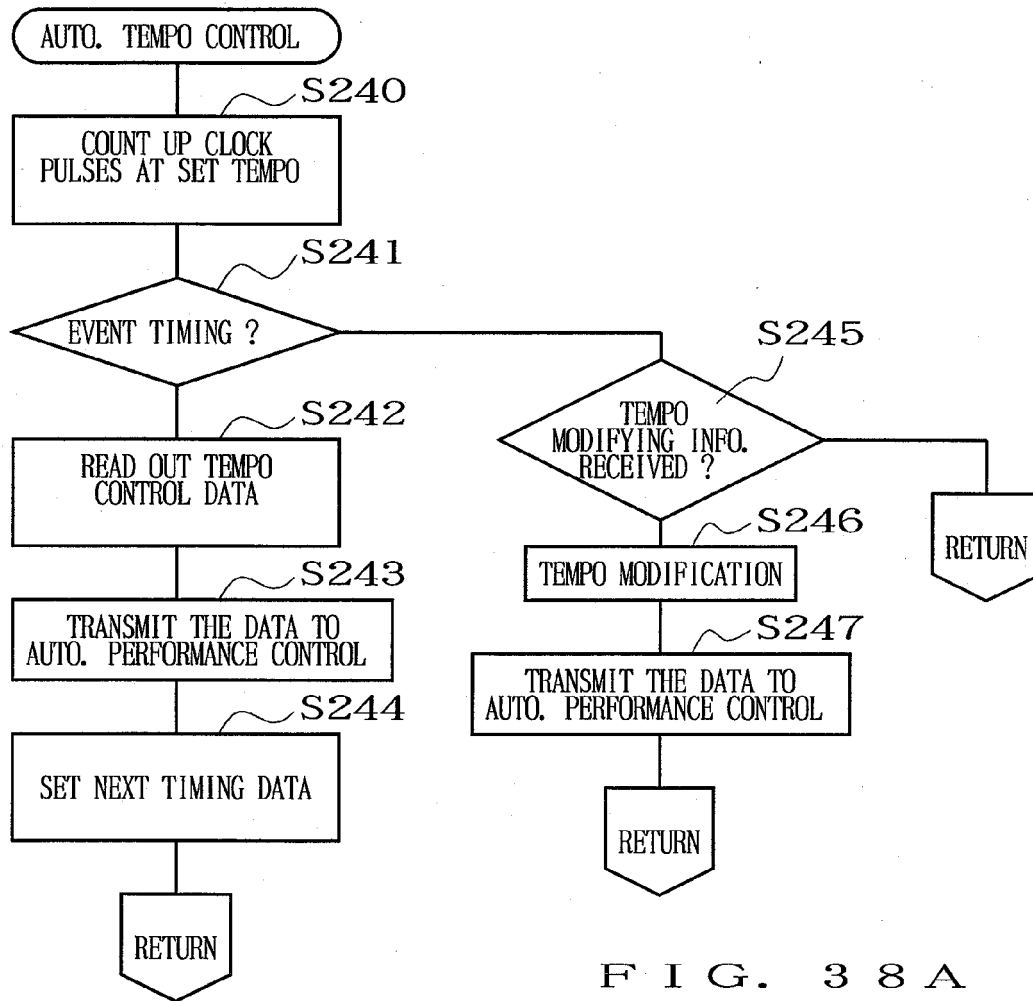 AUTO. TEMPO CONTROL
S240
COUNT UP CLOCK
PULSES AT SET TEMPO
S241
EVENT TIMING ?
S242
READ OUT TEMPO
CONTROL DATA
S243
TRANSMIT THE DATA TO
AUTO. PERFORMANCE CONTROL
S244
SET NEXT TIMING DATA
RETURN
S245
TEMPO
MODIFYING INFO.
RECEIVED ?
RETURN
S246
TEMPO MODIFICATION
S247
TRANSMIT THE DATA TO
AUTO. PERFORMANCE CONTROL
RETURN
FIG. 38A